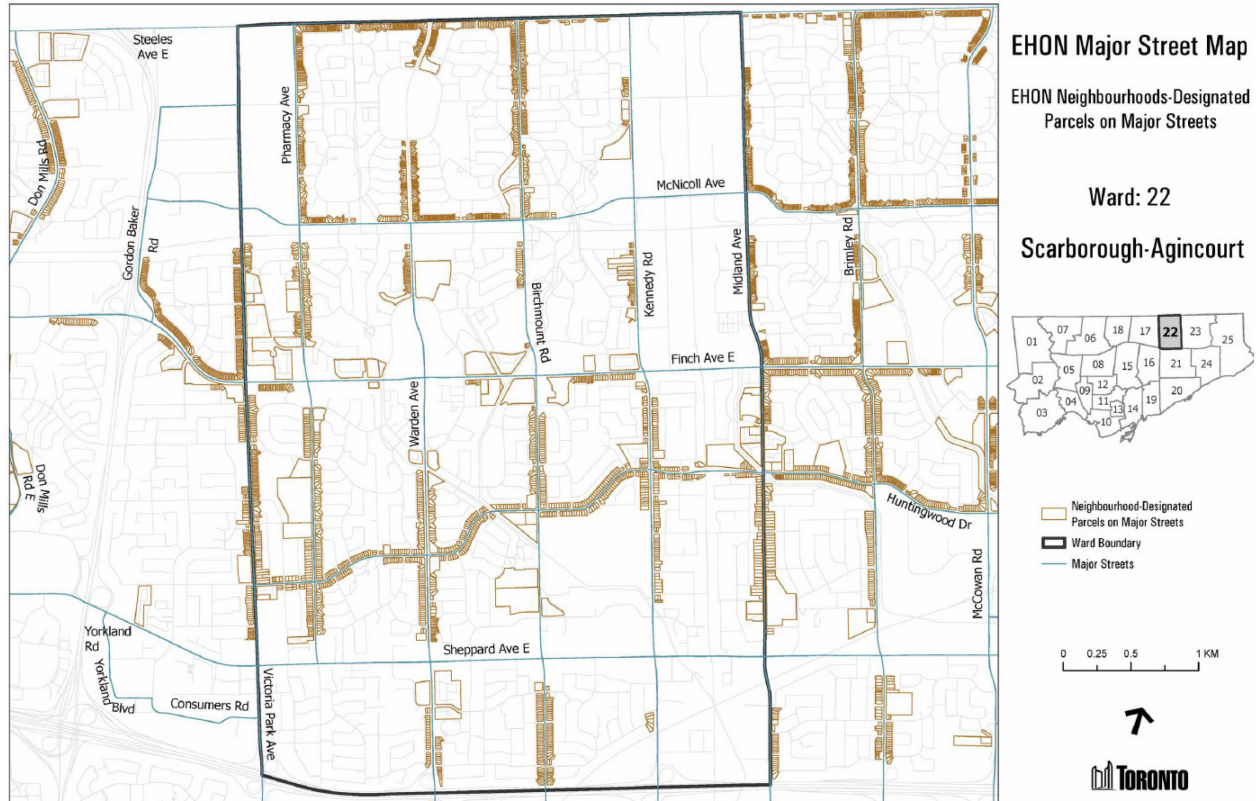 EHON Major Street Map
EHON Neighbourhoods-Designated
Parcels on Major Streets
Ward: 22
Scarborough-Agincourt
Steeles
Ave E
Don Mills Rd
Gordon Baker
Rd
Pharmacy Ave
McNicoll Ave
Birchmount Rd
Kennedy Rd
Midland Ave
Brimley Rd
Finch Ave E
Warden Ave
Don Mills
Rd E
Huntingwood Dr
McCowan Rd
Yorkland
Rd
Yorkland
Blvd
Consumers Rd
Victoria Park Ave
Sheppard Ave E
01
07
06
18
17
22
23
25
05
08
15
16
21
24
02
09
12
04
11
19
20
03
13
14
10
Neighbourhood-Designated
Parcels on Major Streets
Ward Boundary
Major Streets
0 0.25 0.5 1 KM
TORONTO